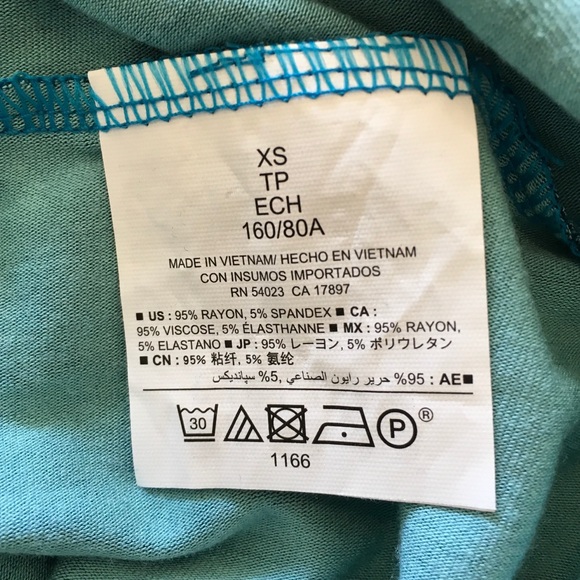 XS
TP
ECH
160/80A
MADE IN VIETNAM/ HECHO EN VIETNAM
CON INSUMOS IMPORTADOS
RN 54023 CA 17897
■ US : 95% RAYON, 5% SPANDEX ■ CA :
95% VISCOSE, 5% ÉLASTHANNE ■ MX : 95% RAYON,
5% ELASTANO ■ JP : 95% レーヨン, 5% ポリウレタン
■ CN : 95% 粘纤, 5% 氨纶
■AE : 95% حرير رايون الصناعي ,5% سپاندیکس
30 P ®
1166